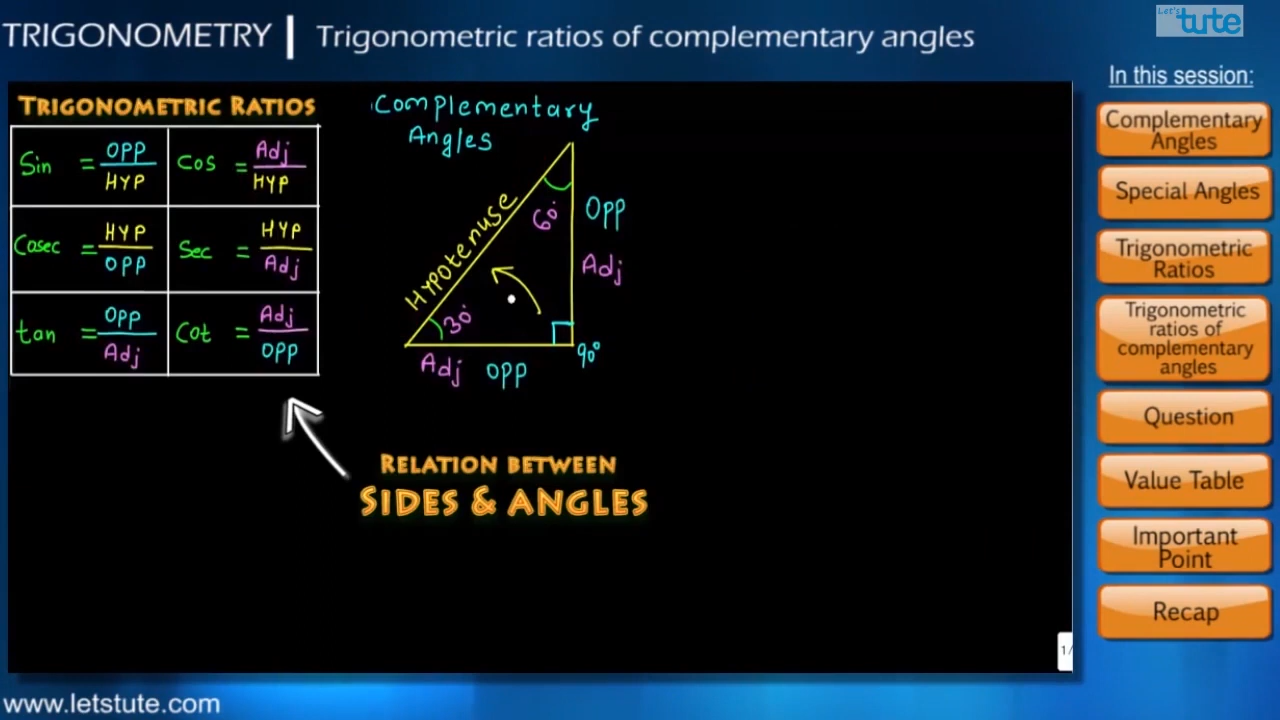 TRIGONOMETRY | Trigonometric ratios of complementary angles
Let's
tute
In this session:
Complementary
Angles
Special Angles
Trigonometric
Ratios
Trigonometric
ratios of
complementary
angles
Question
Value Table
Important
Point
Recap
TRIGONOMETRIC RATIOS
Sin = OPP / HYP
Cos = Adj / HYP
Cosec = HYP / OPP
Sec = HYP / Adj
tan = OPP / Adj
Cot = Adj / OPP
Complementary
Angles
Hypotenuse
60°
OPP
Adj
30°
90°
Adj OPP
RELATION BETWEEN
SIDES & ANGLES
1/
www.letstute.com